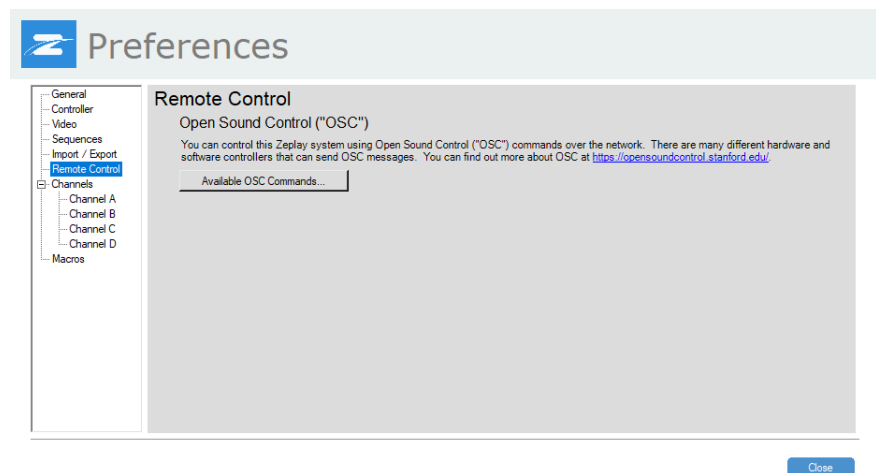 Preferences
General
Controller
Video
Sequences
Import / Export
Remote Control
Channels
Channel A
Channel B
Channel C
Channel D
Macros
Remote Control
Open Sound Control ("OSC")
You can control this Zeplay system using Open Sound Control ("OSC") commands over the network. There are many different hardware and
software controllers that can send OSC messages. You can find out more about OSC at https://opensoundcontrol.stanford.edu/.
Available OSC Commands...
Close